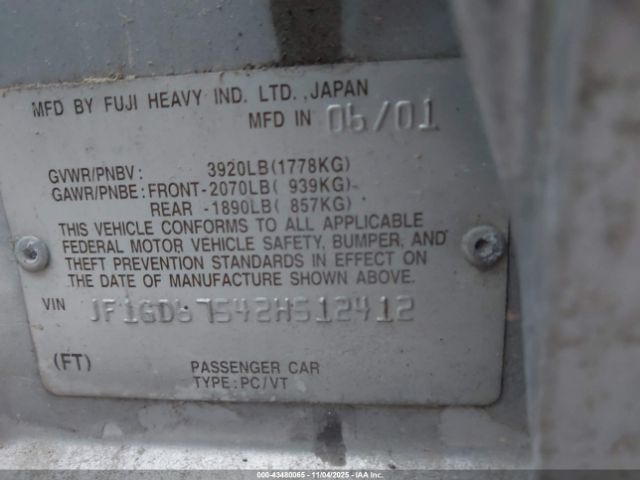 MFD BY FUJI HEAVY IND. LTD., JAPAN
MFD IN 06/01
GVWR/PNBV: 3920LB(1778KG)
GAWR/PNBE: FRONT-2070LB( 939KG)
REAR -1890LB( 857KG)
THIS VEHICLE CONFORMS TO ALL APPLICABLE
FEDERAL MOTOR VEHICLE SAFETY, BUMPER, AND
THEFT PREVENTION STANDARDS IN EFFECT ON
THE DATE OF MANUFACTURE SHOWN ABOVE.
VIN JF1GD67542H512412
(FT) PASSENGER CAR
TYPE:PC/VT
000-43480065 - 11/04/2025 - IAAI.COM